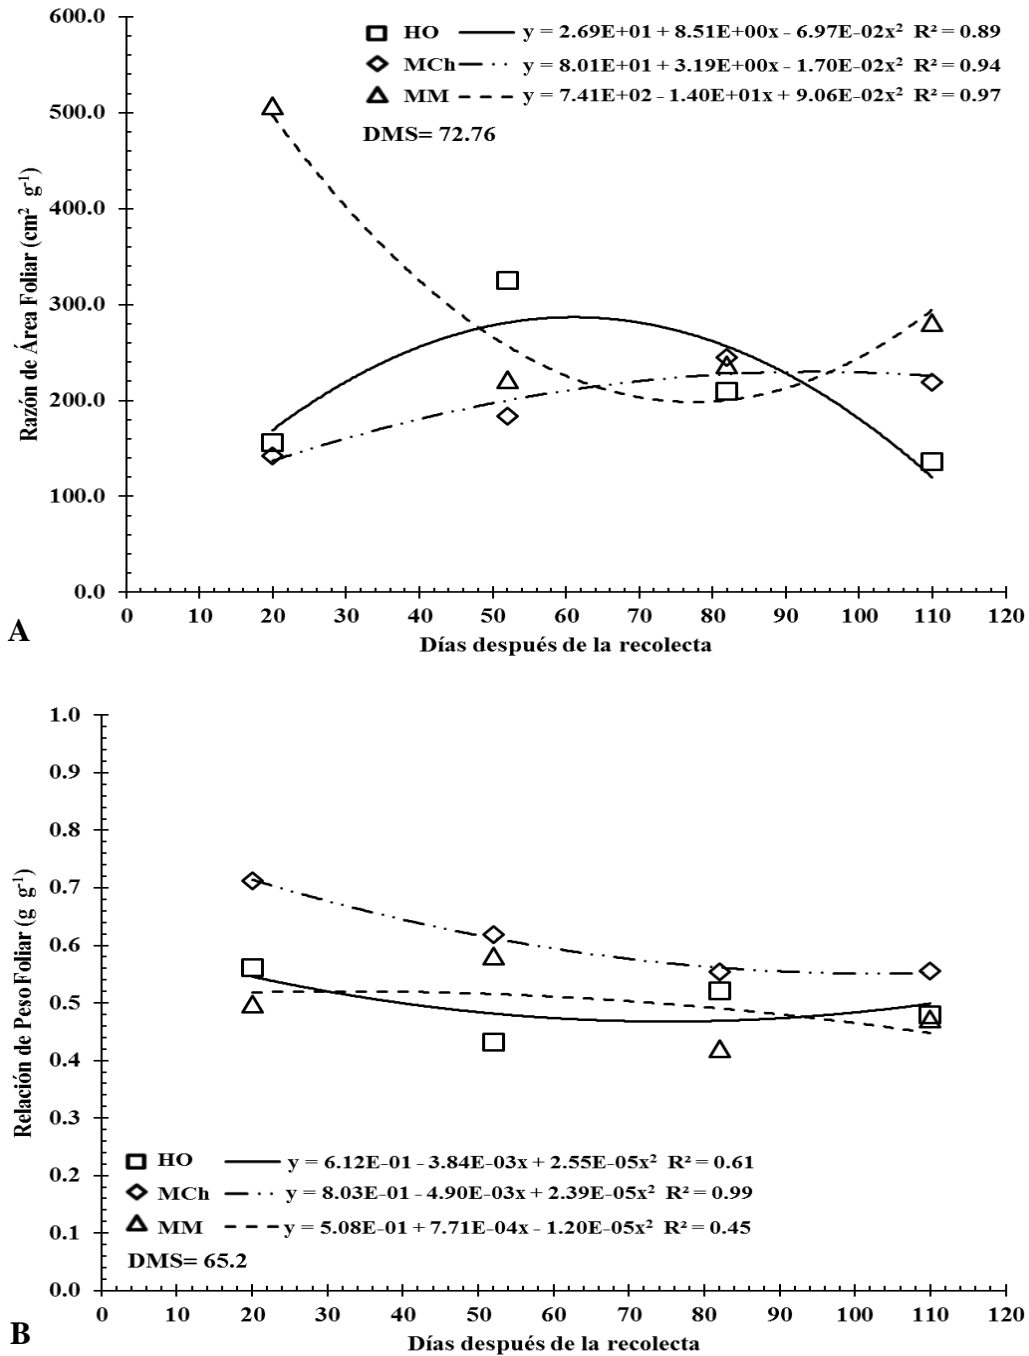 600.0
500.0
400.0
300.0
200.0
100.0
0.0
Razón de Área Foliar (cm² g⁻¹)
HO y = 2.69E+01 + 8.51E+00x - 6.97E-02x² R² = 0.89
MCh y = 8.01E+01 + 3.19E+00x - 1.70E-02x² R² = 0.94
MM y = 7.41E+02 - 1.40E+01x + 9.06E-02x² R² = 0.97
DMS= 72.76
0 10 20 30 40 50 60 70 80 90 100 110 120
Días después de la recolecta
A
1.0
0.9
0.8
0.7
0.6
0.5
0.4
0.3
0.2
0.1
0.0
Relación de Peso Foliar (g g⁻¹)
HO y = 6.12E-01 - 3.84E-03x + 2.55E-05x² R² = 0.61
MCh y = 8.03E-01 - 4.90E-03x + 2.39E-05x² R² = 0.99
MM y = 5.08E-01 + 7.71E-04x - 1.20E-05x² R² = 0.45
DMS= 65.2
0 10 20 30 40 50 60 70 80 90 100 110 120
Días después de la recolecta
B